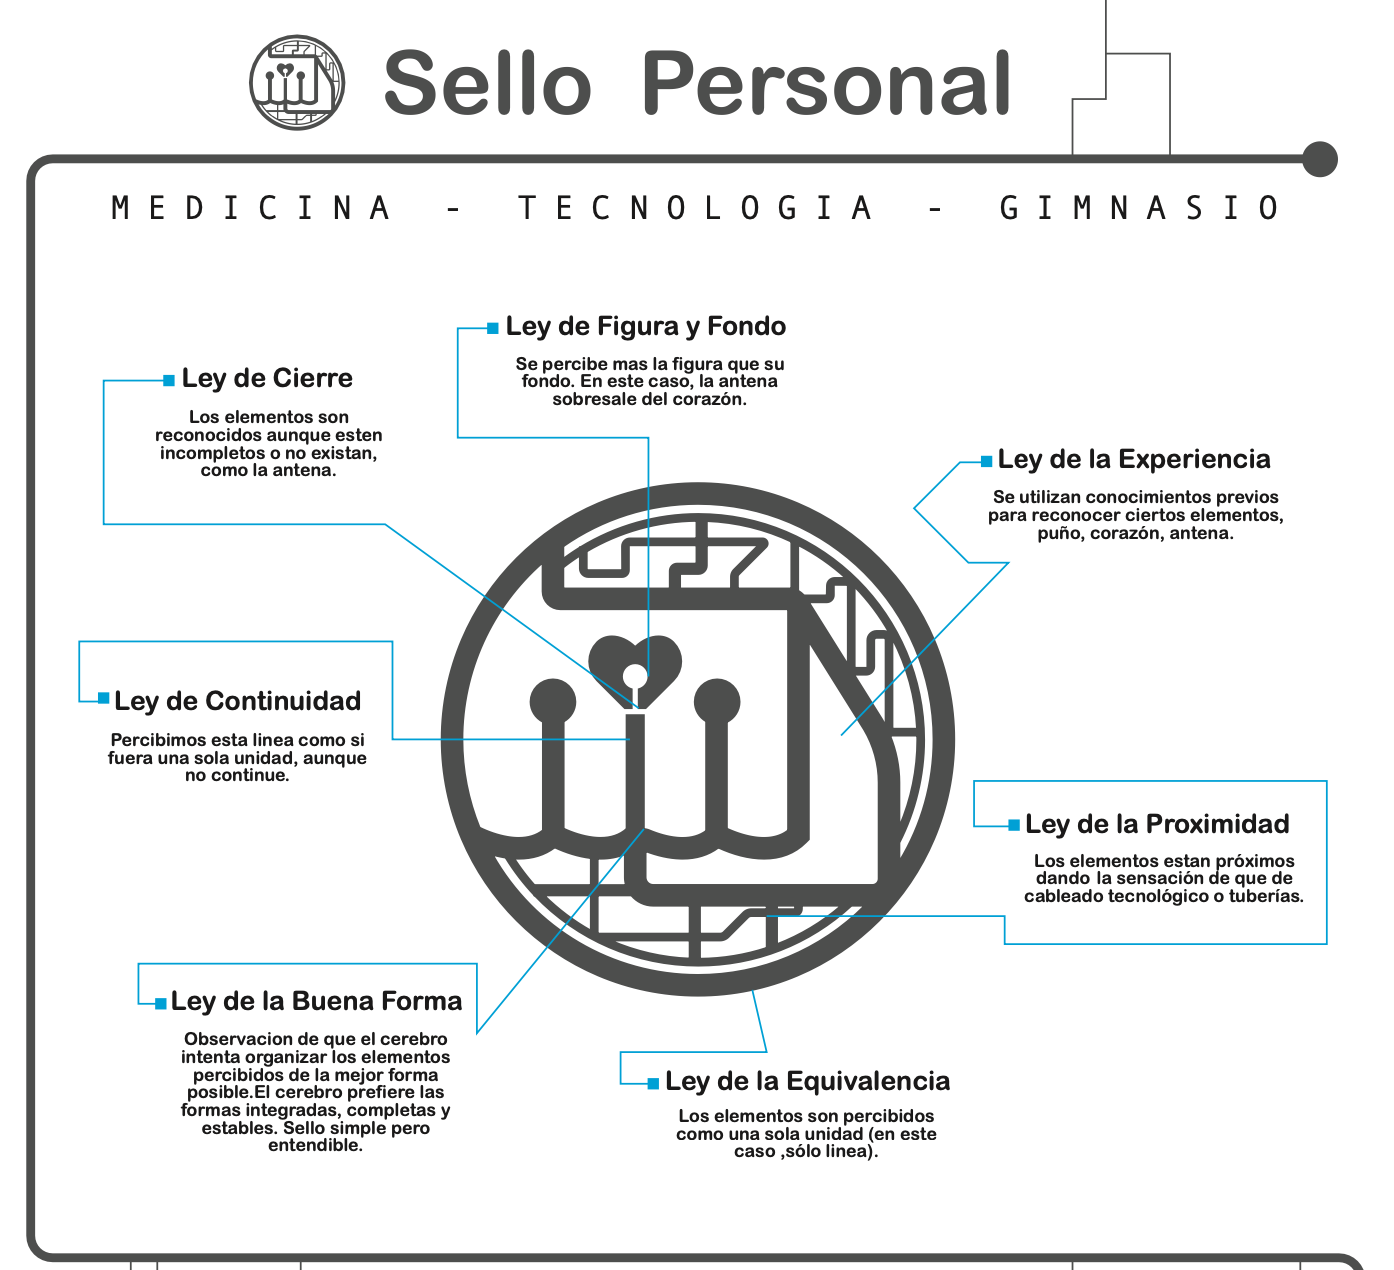 Sello Personal
MEDICINA - TECNOLOGIA - GIMNASIO
Ley de Figura y Fondo
Se percibe mas la figura que su
fondo. En este caso, la antena
sobresale del corazón.
Ley de Cierre
Los elementos son
reconocidos aunque esten
incompletos o no existan,
como la antena.
Ley de la Experiencia
Se utilizan conocimientos previos
para reconocer ciertos elementos,
puño, corazón, antena.
Ley de Continuidad
Percibimos esta linea como si
fuera una sola unidad, aunque
no continue.
Ley de la Proximidad
Los elementos estan próximos
dando la sensación de que de
cableado tecnológico o tuberías.
Ley de la Buena Forma
Observacion de que el cerebro
intenta organizar los elementos
percibidos de la mejor forma
posible.El cerebro prefiere las
formas integradas, completas y
estables. Sello simple pero
entendible.
Ley de la Equivalencia
Los elementos son percibidos
como una sola unidad (en este
caso ,sólo linea).